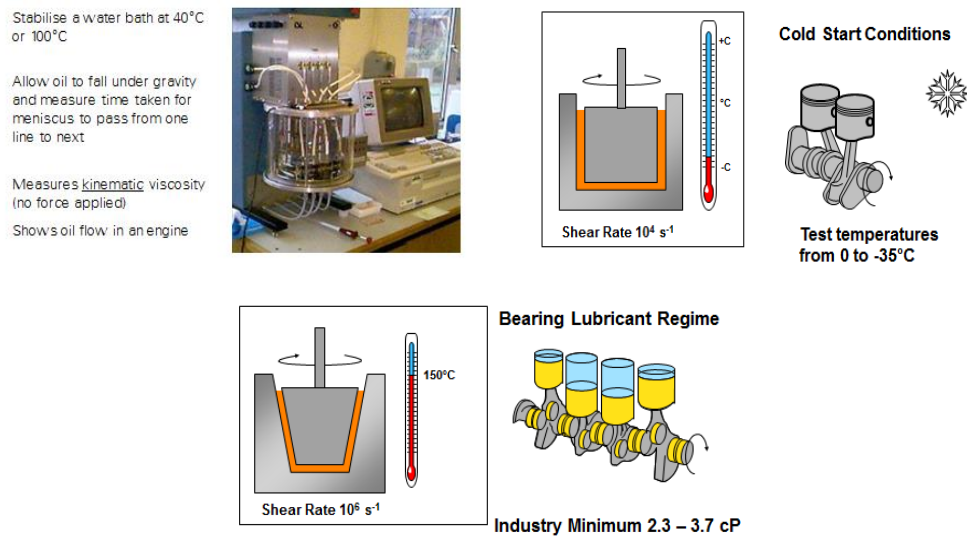 Stabilise a water bath at 40°C
or 100°C
Allow oil to fall under gravity
and measure time taken for
meniscus to pass from one
line to next
Measures kinematic viscosity
(no force applied)
Shows oil flow in an engine
+C
°C
-C
Shear Rate 10⁴ s⁻¹
Cold Start Conditions
Test temperatures
from 0 to -35°C
150°C
Shear Rate 10⁶ s⁻¹
Bearing Lubricant Regime
Industry Minimum 2.3 – 3.7 cP